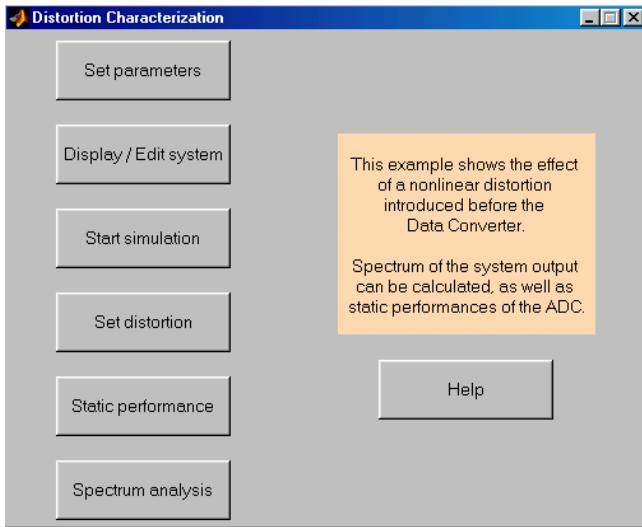 Distortion Characterization
Set parameters
Display / Edit system
Start simulation
Set distortion
Static performance
Spectrum analysis
This example shows the effect
of a nonlinear distortion
introduced before the
Data Converter.
Spectrum of the system output
can be calculated, as well as
static performances of the ADC.
Help